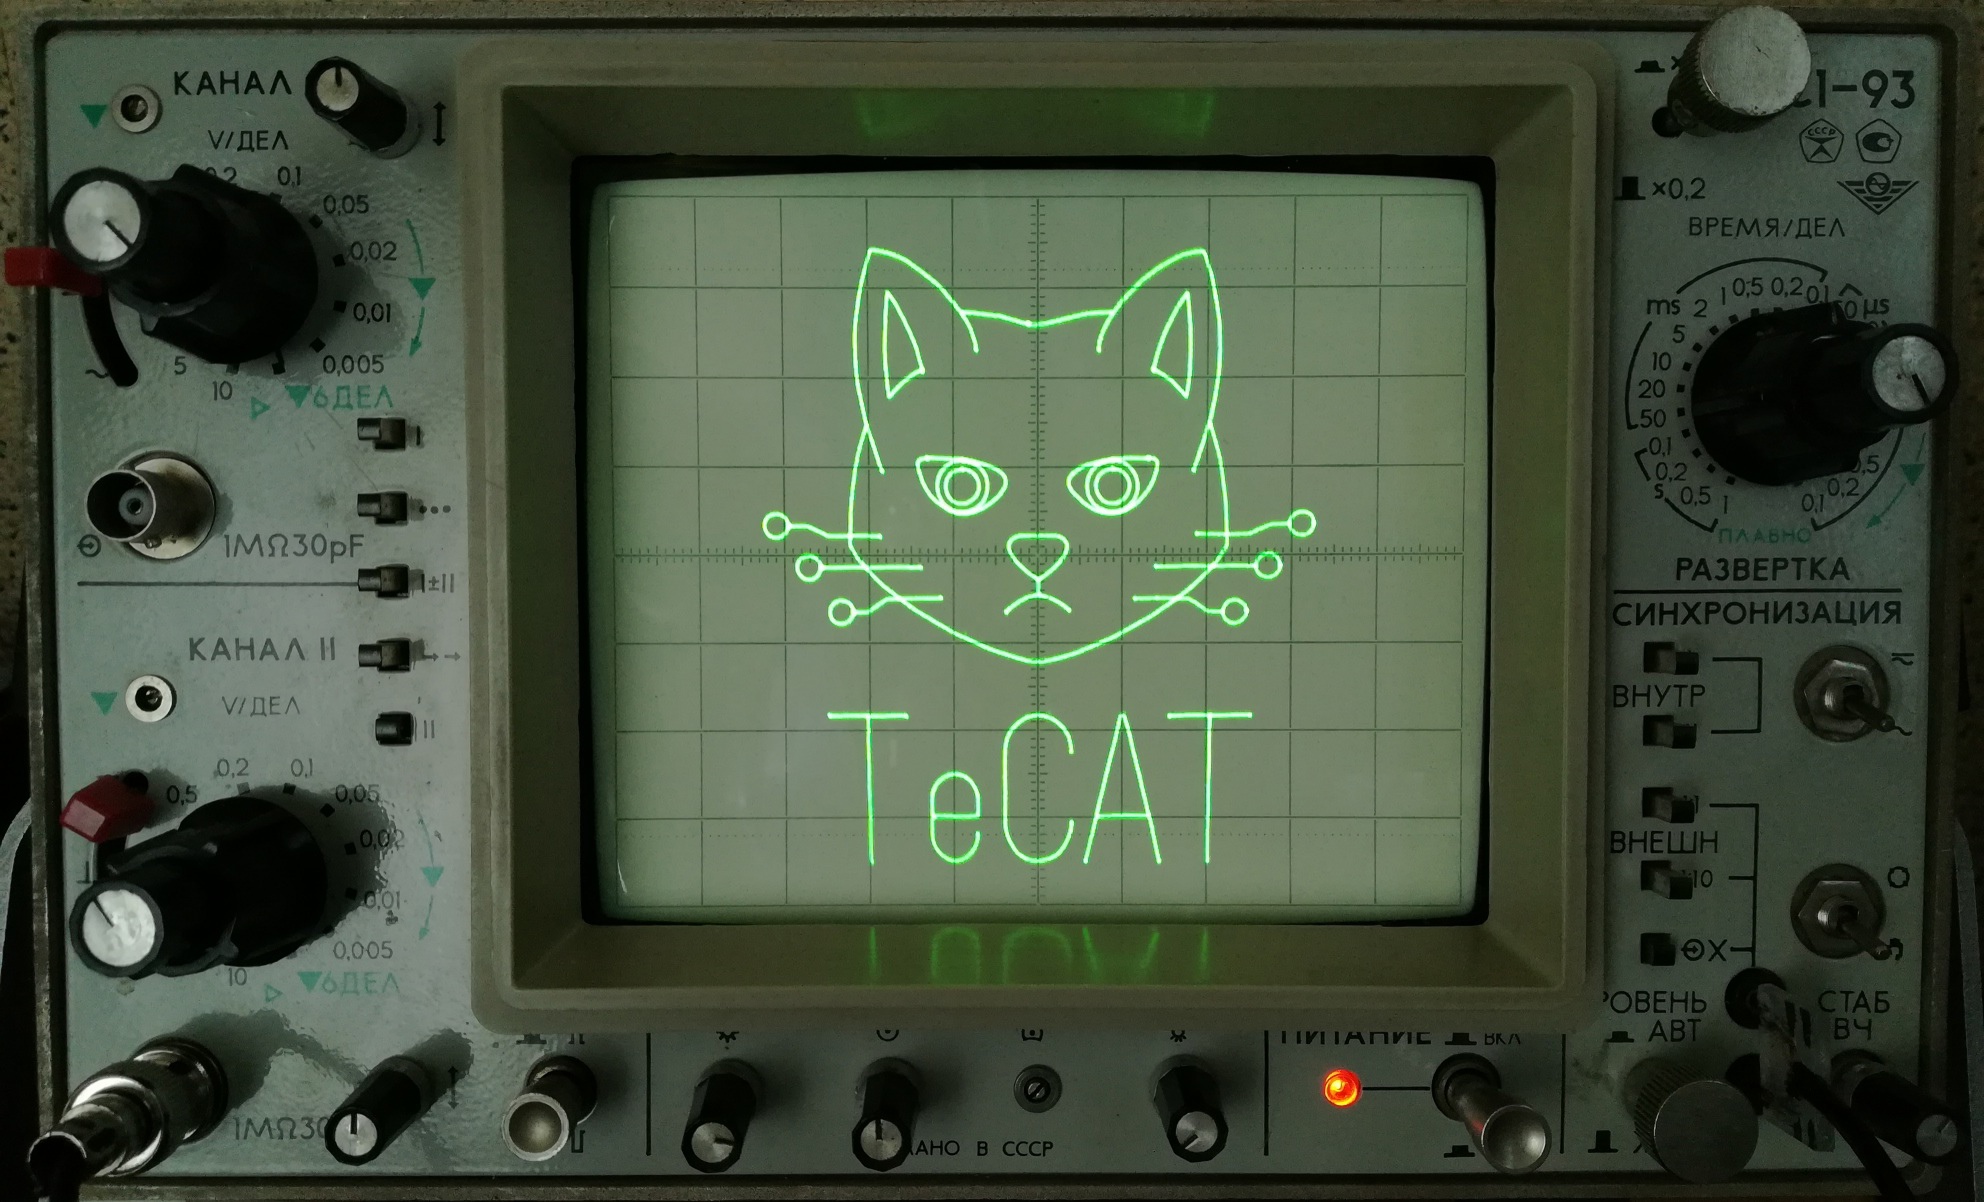 КАНАЛ
V/ДЕЛ
0,2 0,1
0,05
0,02
0,01
0,005
5
10
▼6ДЕЛ
1MΩ30pF
I±II
КАНАЛ II
V/ДЕЛ
II
0,2 0,1
0,5
0,05
0,02
0,01
0,005
10
▼6ДЕЛ
1MΩ30
TeCAT
С1-93
СССР
×0,2
ВРЕМЯ/ДЕЛ
ms 2 1 0,5 0,2 0,1 µs
5
10
20
50
0,1
0,2
s 0,5 1
0,1 0,2 0,5
ПЛАВНО
РАЗВЕРТКА
СИНХРОНИЗАЦИЯ
ВНУТР
ВНЕШН
10
X
РОВЕНЬ
АВТ
СТАБ
ВЧ
ПИТАНИЕ
ВКЛ
ЛАНО В СССР